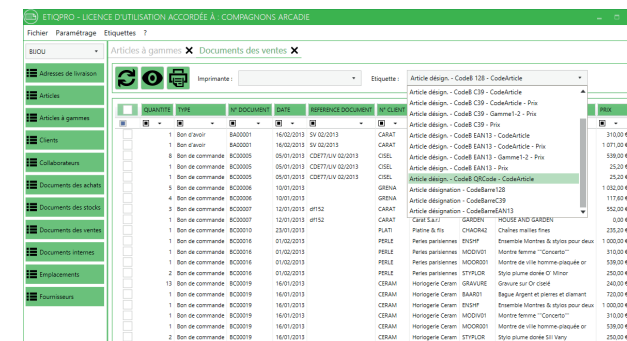 ETIQPRO - LICENCE D'UTILISATION ACCORDÉE À : COMPAGNONS ARCADIE
Fichier Paramétrage Etiquettes ?
BIJOU
Articles à gammes X Documents des ventes X
Adresses de livraison
Articles
Articles à gammes
Clients
Collaborateurs
Documents des achats
Documents des stocks
Documents des ventes
Documents internes
Emplacements
Fournisseurs
Imprimante : Etiquette : Article désign. - CodeB 128 - CodeArticle
Article désign. - CodeB C39 - CodeArticle
Article désign. - CodeB C39 - CodeArticle - Prix
Article désign. - CodeB C39 - Gamme1-2 - Prix
Article désign. - CodeB C39 - Prix
Article désign. - CodeB EAN13 - CodeArticle
Article désign. - CodeB EAN13 - CodeArticle - Prix
Article désign. - CodeB EAN13 - Gamme1-2 - Prix
Article désign. - CodeB EAN13 - Prix
Article désign. - CodeB QRCode - CodeArticle
Article désignation - CodeBarre128
Article désignation - CodeBarreC39
Article désignation - CodeBarreEAN13
QUANTITE TYPE N° DOCUMENT DATE REFERENCE DOCUMENT N° CLIENT PRIX
1 Bon d'avoir BA00001 16/02/2013 SV 02/2013 CARAT 310,00 €
1 Bon d'avoir BA00001 16/02/2013 SV 02/2013 CARAT 1 071,00 €
8 Bon de commande BC00005 05/01/2013 CDE77/LIV 02/2013 CISEL 539,00 €
1 Bon de commande BC00005 05/01/2013 CDE77/LIV 02/2013 CISEL 25,20 €
1 Bon de commande BC00005 05/01/2013 CDE77/LIV 02/2013 CISEL 25,20 €
5 Bon de commande BC00006 10/01/2013 GRENA 1 032,00 €
4 Bon de commande BC00006 10/01/2013 GRENA 117,60 €
5 Bon de commande BC00007 12/01/2013 df152 CARAT 552,00 €
1 Bon de commande BC00007 12/01/2013 df152 CARAT Carat S.a.r.l GARDEN HOUSE AND GARDEN 0,00 €
1 Bon de commande BC00010 23/01/2013 PLATI Platine & fils CHAOR42 Chaînes mailles fines 235,20 €
1 Bon de commande BC00016 01/02/2013 PERLE Perles parisiennes ENSHF Ensemble Montres & stylos pour deux 1 000,00 €
1 Bon de commande BC00016 01/02/2013 PERLE Perles parisiennes MODIV01 Montre femme ""Concerto"" 310,00 €
1 Bon de commande BC00016 01/02/2013 PERLE Perles parisiennes MOOR001 Montre de ville homme-plaquée or 539,00 €
2 Bon de commande BC00016 01/02/2013 PERLE Perles parisiennes STYPLOR Stylo plume dorée O' Minor 250,00 €
13 Bon de commande BC00019 16/01/2013 CERAM Horlogerie Ceram GRAVURE Gravure sur Or ciselé 240,00 €
1 Bon de commande BC00019 16/01/2013 CERAM Horlogerie Ceram BAAR01 Bague Argent et pierres et diamant 720,00 €
1 Bon de commande BC00019 16/01/2013 CERAM Horlogerie Ceram ENSHF Ensemble Montres & stylos pour deux 1 000,00 €
1 Bon de commande BC00019 16/01/2013 CERAM Horlogerie Ceram MODIV01 Montre femme ""Concerto"" 310,00 €
1 Bon de commande BC00019 16/01/2013 CERAM Horlogerie Ceram MOOR001 Montre de ville homme-plaquée or 539,00 €
2 Bon de commande BC00019 16/01/2013 CERAM Horlogerie Ceram STYPLOR Stylo plume dorée Sill Vany 250,00 €